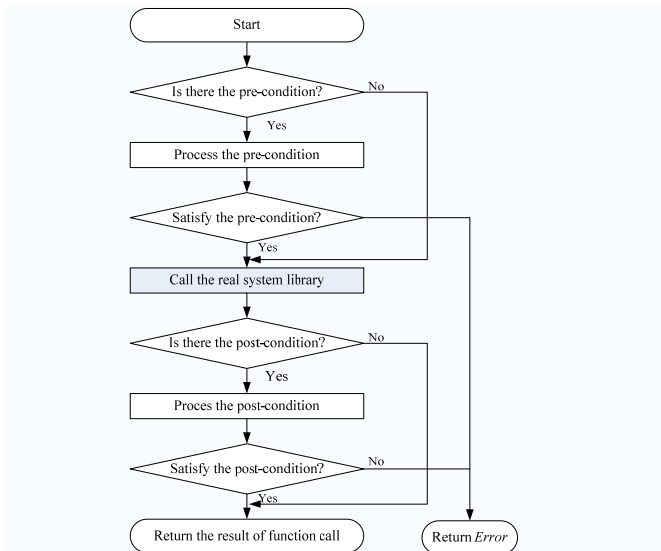 Start
Is there the pre-condition?
No
Yes
Process the pre-condition
Satisfy the pre-condition?
Yes
Call the real system library
Is there the post-condition?
No
Yes
Proces the post-condition
Satisfy the post-condition?
No
Yes
Return the result of function call
Return Error